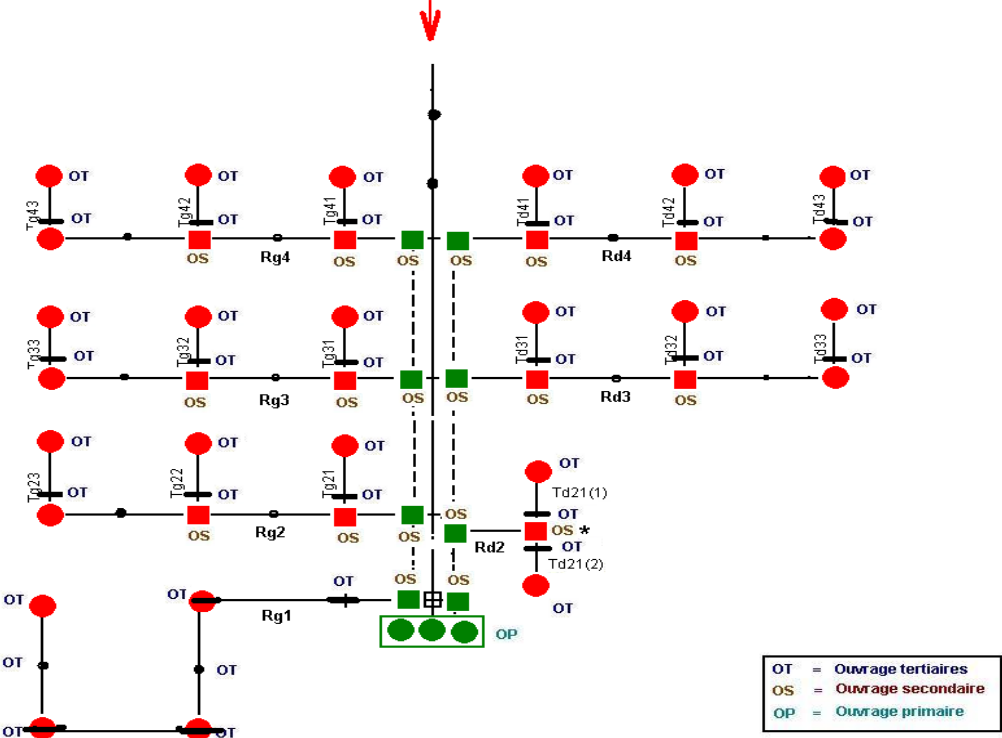 OT OT OT OT OT OT
Tg43 OT Tg42 OT Tg41 OT Td41 OT Td42 OT Td43 OT
OS Rg4 OS OS OS OS Rd4 OS
OT OT OT OT OT OT
Tg33 OT Tg32 OT Tg31 OT Td31 OT Td32 OT Td33 OT
OS Rg3 OS OS OS OS Rd3 OS
OT OT OT OT
Tg23 OT Tg22 OT Tg21 OT Td21(1)
OS OT
OS Rg2 OS OS Rd2 OS *
OT
Td21(2)
OT OS OS
OT OT OT
Rg1
OP
OT OT
OT OT
OT = Ouvrage tertiaires
OS = Ouvrage secondaire
OP = Ouvrage primaire